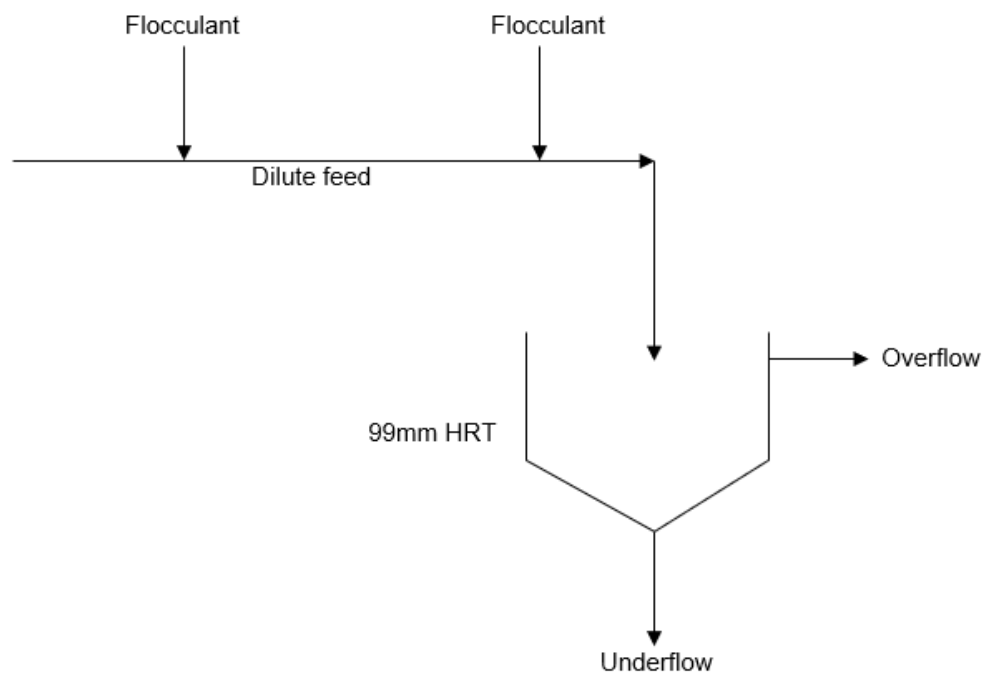 Flocculant
Flocculant
Dilute feed
Overflow
99mm HRT
Underflow